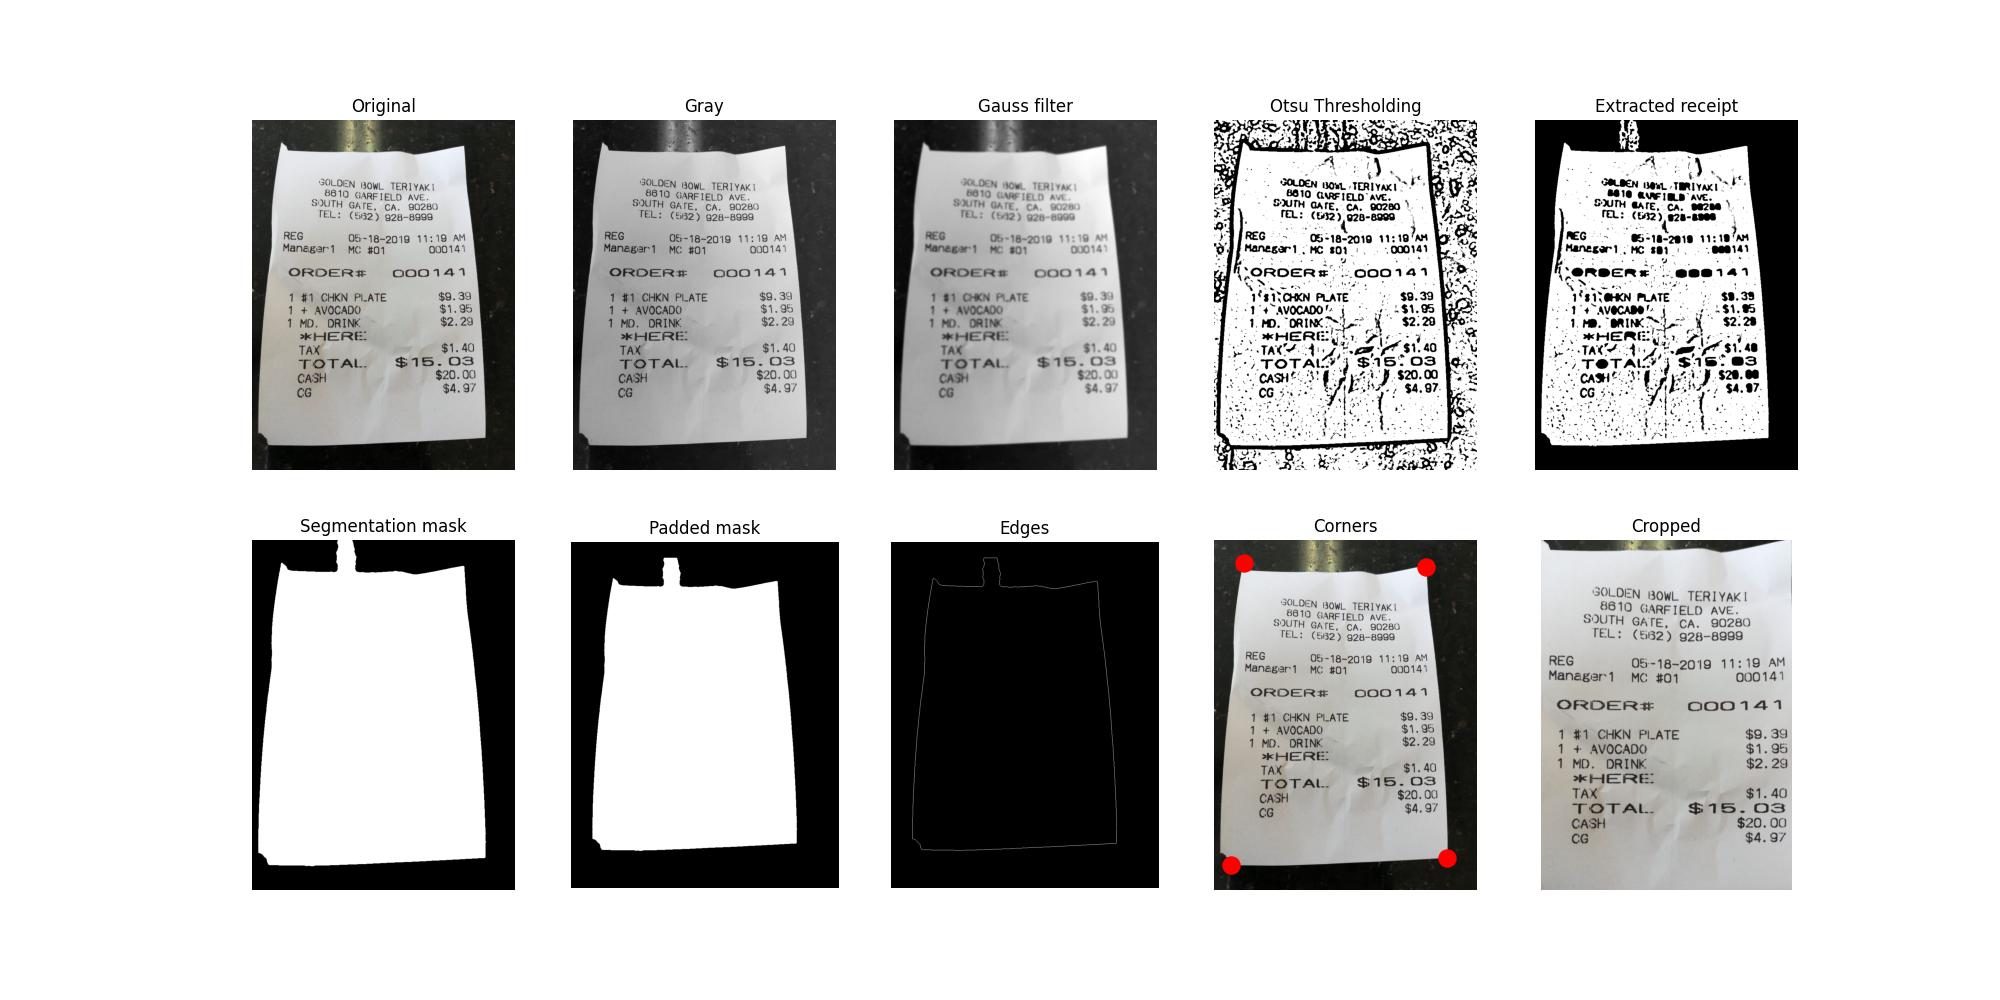 Original
GOLDEN BOWL TERIYAKI
8610 GARFIELD AVE.
SOUTH GATE, CA. 90280
TEL: (562) 928-8999
REG 05-18-2019 11:19 AM
Manager1 MC #01 000141
ORDER# 000141
1 #1 CHKN PLATE $9.39
1 + AVOCADO $1.95
1 MD. DRINK $2.29
*HERE
TAX $1.40
TOTAL $15.03
CASH $20.00
CG $4.97
Gray
GOLDEN BOWL TERIYAKI
8610 GARFIELD AVE.
SOUTH GATE, CA. 90280
TEL: (562) 928-8999
REG 05-18-2019 11:19 AM
Manager1 MC #01 000141
ORDER# 000141
1 #1 CHKN PLATE $9.39
1 + AVOCADO $1.95
1 MD. DRINK $2.29
*HERE
TAX $1.40
TOTAL $15.03
CASH $20.00
CG $4.97
Gauss filter
GOLDEN BOWL TERIYAKI
8610 GARFIELD AVE.
SOUTH GATE, CA. 90280
TEL: (562) 928-8999
REG 05-18-2019 11:19 AM
Manager1 MC #01 000141
ORDER# 000141
1 #1 CHKN PLATE $9.39
1 + AVOCADO $1.95
1 MD. DRINK $2.29
*HERE
TAX $1.40
TOTAL $15.03
CASH $20.00
CG $4.97
Otsu Thresholding
GOLDEN BOWL TERIYAKI
8610 GARFIELD AVE.
SOUTH GATE, CA. 90280
TEL: (562) 928-8999
REG 05-18-2019 11:19 AM
Manager1 MC #01 000141
ORDER# 000141
1 #1 CHKN PLATE $9.39
1 + AVOCADO $1.95
1 MD. DRINK $2.29
*HERE
TAX $1.40
TOTAL $15.03
CASH $20.00
CG $4.97
Extracted receipt
GOLDEN BOWL TERIYAKI
8610 GARFIELD AVE.
SOUTH GATE, CA. 90280
TEL: (562) 928-8999
REG 05-18-2019 11:19 AM
Manager1 MC #01 000141
ORDER# 000141
1 #1 CHKN PLATE $9.39
1 + AVOCADO $1.95
1 MD. DRINK $2.29
*HERE
TAX $1.40
TOTAL $15.03
CASH $20.00
CG $4.97
Segmentation mask
Padded mask
Edges
Corners
GOLDEN BOWL TERIYAKI
8610 GARFIELD AVE.
SOUTH GATE, CA. 90280
TEL: (562) 928-8999
REG 05-18-2019 11:19 AM
Manager1 MC #01 000141
ORDER# 000141
1 #1 CHKN PLATE $9.39
1 + AVOCADO $1.95
1 MD. DRINK $2.29
*HERE
TAX $1.40
TOTAL $15.03
CASH $20.00
CG $4.97
Cropped
GOLDEN BOWL TERIYAKI
8610 GARFIELD AVE.
SOUTH GATE, CA. 90280
TEL: (562) 928-8999
REG 05-18-2019 11:19 AM
Manager1 MC #01 000141
ORDER# 000141
1 #1 CHKN PLATE $9.39
1 + AVOCADO $1.95
1 MD. DRINK $2.29
*HERE
TAX $1.40
TOTAL $15.03
CASH $20.00
CG $4.97